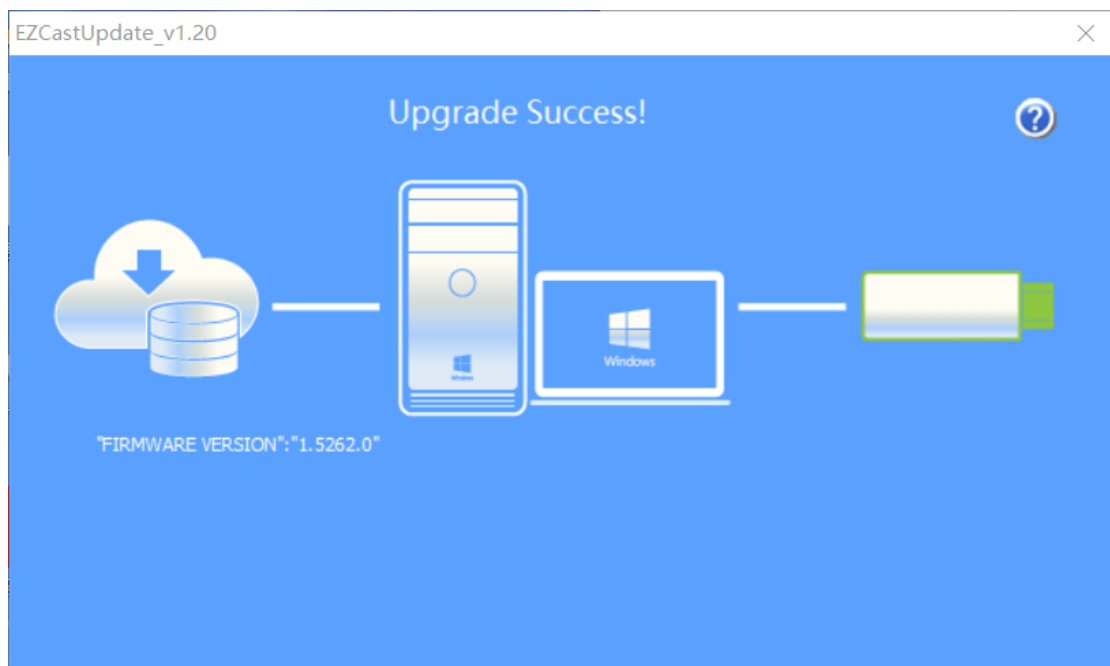 EZCastUpdate_v1.20
Upgrade Success!
?
Windows
Windows
"FIRMWARE VERSION":"1.5262.0"